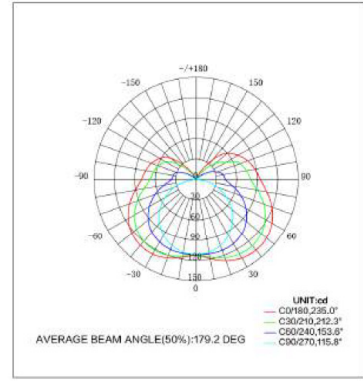 -/+180
-150 150
-120 120
-90 90
30
60
-60 60
90
-30 30
150
0
UNIT:cd
C0/180,235.0°
C30/210,212.3°
C60/240,153.6°
C90/270,115.8°
AVERAGE BEAM ANGLE(50%):179.2 DEG